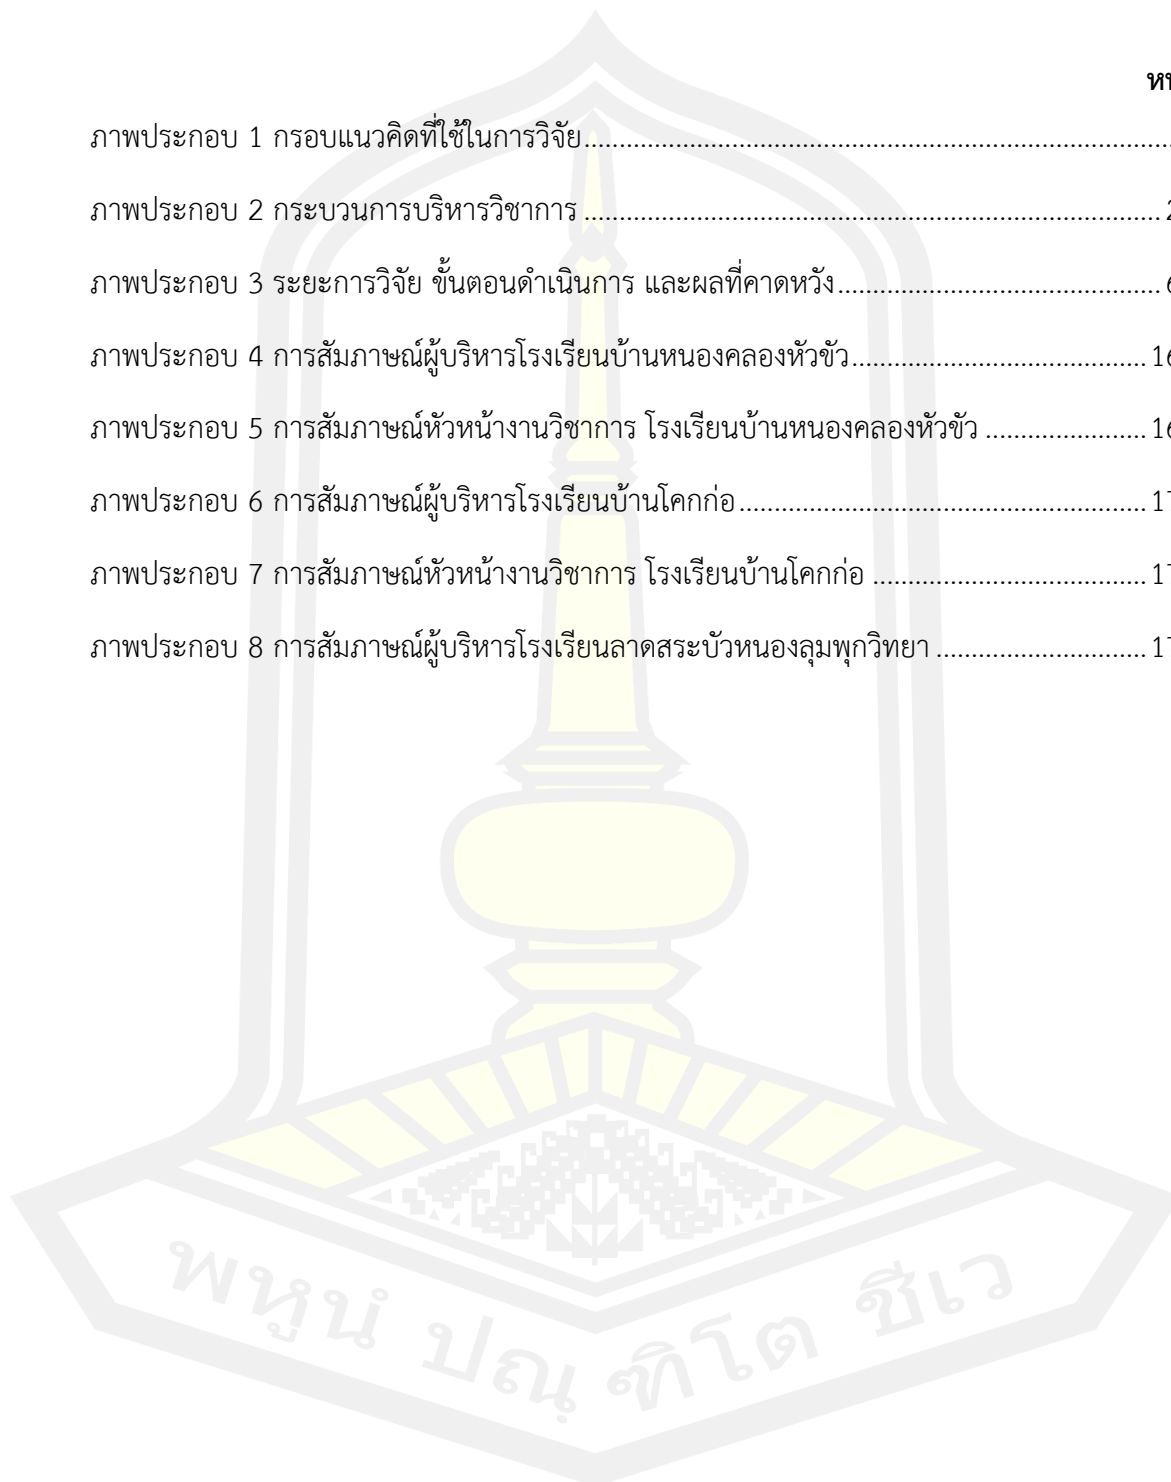 ภาพประกอบ 1 กรอบแนวคิดที่ใช้ในการวิจัย
ภาพประกอบ 2 กระบวนการบริหารวิชาการ
ภาพประกอบ 3 ระยะการวิจัย ขั้นตอนดำเนินการ และผลที่คาดหวัง
ภาพประกอบ 4 การสัมภาษณ์ผู้บริหารโรงเรียนบ้านหนองคลองหัวขัว
ภาพประกอบ 5 การสัมภาษณ์หัวหน้างานวิชาการ โรงเรียนบ้านหนองคลองหัวขัว
ภาพประกอบ 6 การสัมภาษณ์ผู้บริหารโรงเรียนบ้านโคกก่อ
ภาพประกอบ 7 การสัมภาษณ์หัวหน้างานวิชาการ โรงเรียนบ้านโคกก่อ
ภาพประกอบ 8 การสัมภาษณ์ผู้บริหารโรงเรียนลาดสระบัวหนองลุมพุกวิทยา
พหูนํ ปณฺ ฑิโต ชีเว